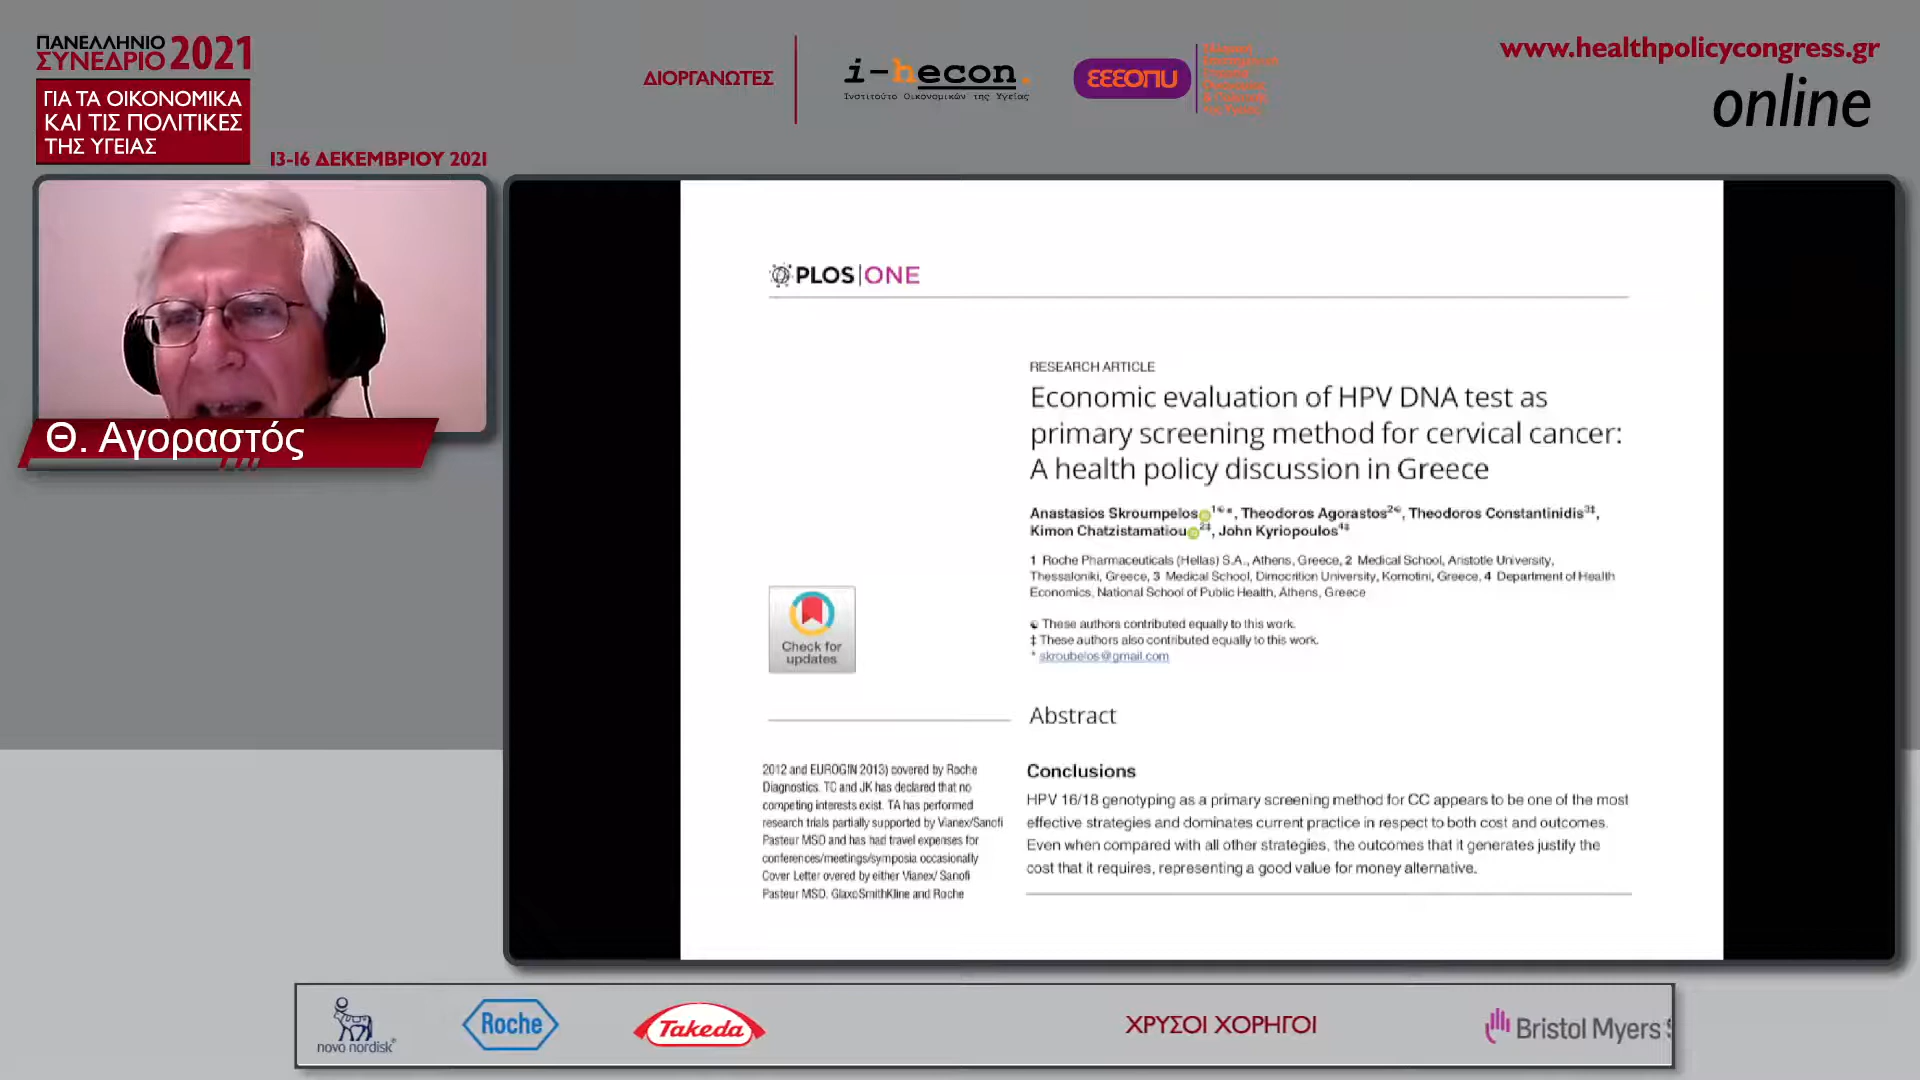 ΠΑΝΕΛΛΗΝΙΟ
ΣΥΝΕΔΡΙΟ 2021
ΓΙΑ ΤΑ ΟΙΚΟΝΟΜΙΚΑ
ΚΑΙ ΤΙΣ ΠΟΛΙΤΙΚΕΣ
ΤΗΣ ΥΓΕΙΑΣ
13-16 ΔΕΚΕΜΒΡΙΟΥ 2021
ΔΙΟΡΓΑΝΩΤΕΣ
i-hecon.
Ινστιτούτο Οικονομικών της Υγείας
ΕΕΕΟΠΥ
www.healthpolicycongress.gr
online
Θ. Αγοραστός
PLOS|ONE
RESEARCH ARTICLE
Economic evaluation of HPV DNA test as
primary screening method for cervical cancer:
A health policy discussion in Greece
Anastasios Skroumpelos1☯*, Theodoros Agorastos2☯, Theodoros Constantinidis3‡,
Kimon Chatzistamatiou2‡, John Kyriopoulos4‡
1 Roche Pharmaceuticals (Hellas) S.A., Athens, Greece, 2 Medical School, Aristotle University,
Thessaloniki, Greece, 3 Medical School, Dimocrition University, Komotini, Greece, 4 Department of Health
Economics, National School of Public Health, Athens, Greece
☯ These authors contributed equally to this work.
‡ These authors also contributed equally to this work.
* skroubelos@gmail.com
Check for
updates
Abstract
2012 and EUROGIN 2013) covered by Roche
Diagnostics. TC and JK has declared that no
competing interests exist. TA has performed
research trials partially supported by Vianex/Sanofi
Pasteur MSD and has had travel expenses for
conferences/meetings/symposia occasionally
Cover Letter overed by either Vianex/ Sanofi
Pasteur MSD, GlaxoSmithKline and Roche
Conclusions
HPV 16/18 genotyping as a primary screening method for CC appears to be one of the most
effective strategies and dominates current practice in respect to both cost and outcomes.
Even when compared with all other strategies, the outcomes that it generates justify the
cost that it requires, representing a good value for money alternative.
novo nordisk
Roche
Takeda
ΧΡΥΣΟΙ ΧΟΡΗΓΟΙ
Bristol Myers